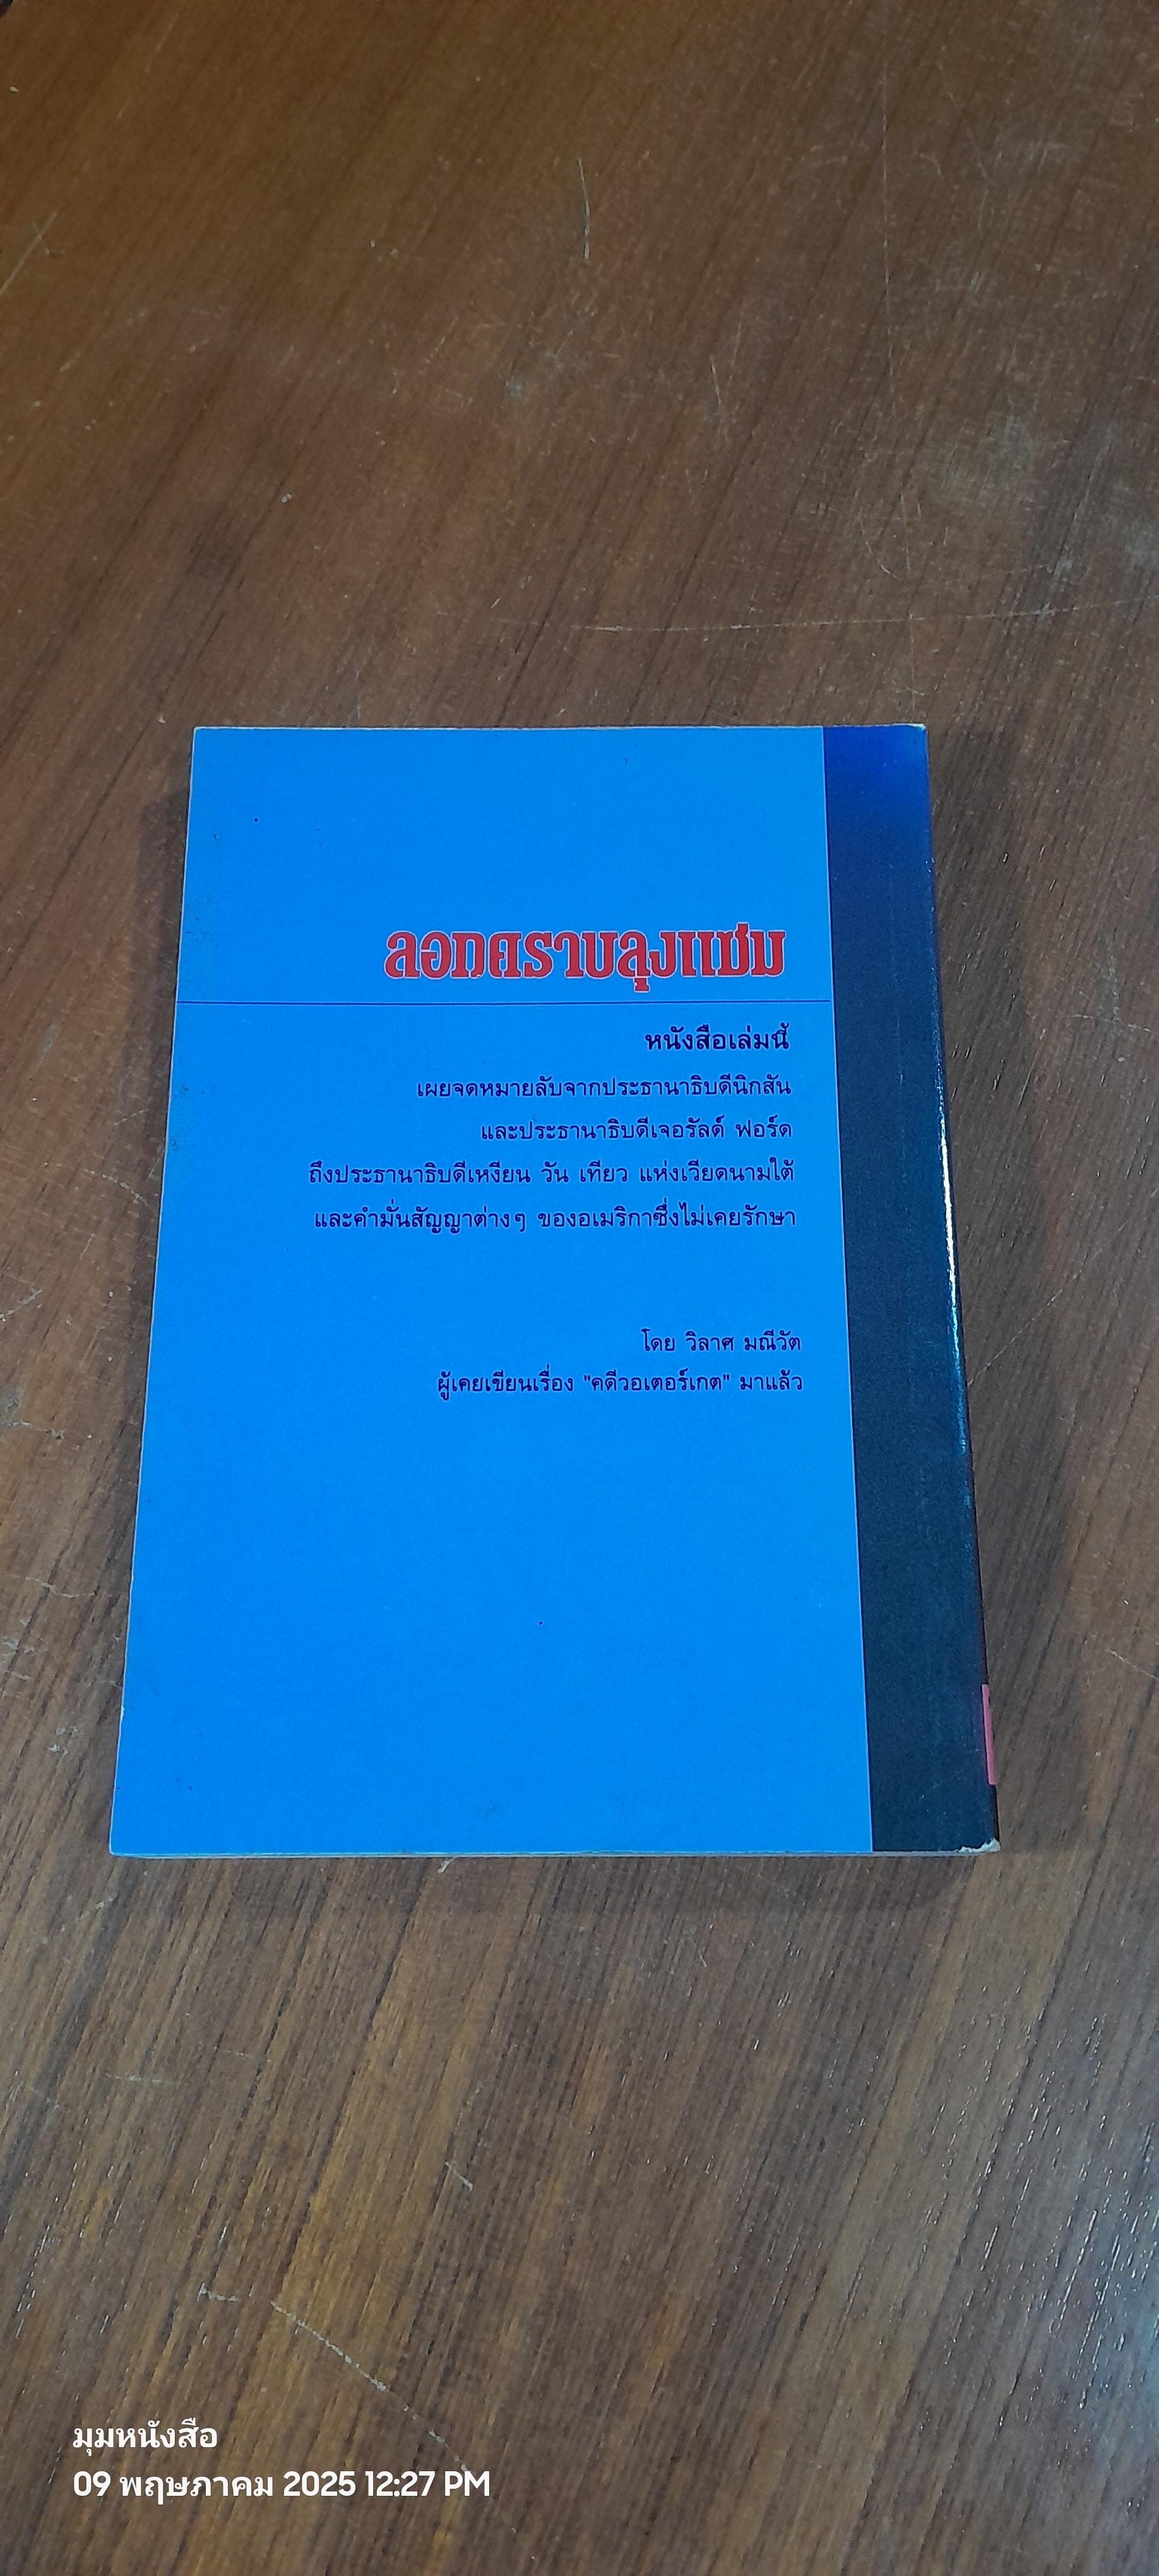 ลอกคราบลุงแซม
หนังสือเล่มนี้
เผยจดหมายลับจากประธานาธิบดีนิกสัน
และประธานาธิบดีเจอรัลด์ ฟอร์ด
ถึงประธานาธิบดีเหงียน วัน เทียว แห่งเวียดนามใต้
และคำมั่นสัญญาต่างๆ ของอเมริกาซึ่งไม่เคยรักษา
โดย วิลาศ มณีวัต
ผู้เคยเขียนเรื่อง "คดีวอเตอร์เกต" มาแล้ว
มุมหนังสือ
09 พฤษภาคม 2025 12:27 PM